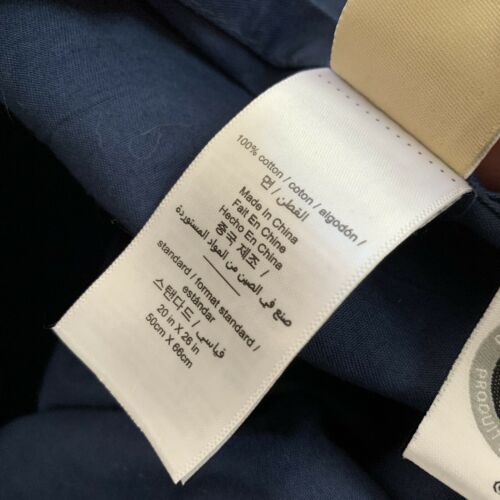 100% cotton / coton / algodón /
القطن / 면
Made In China
Fait En Chine
Hecho En China
중국 제조 /
صنع في الصين من المواد المستوردة
standard / format standard /
estándar
스탠다드 / قياسي
20 in X 26 in
50cm X 66cm